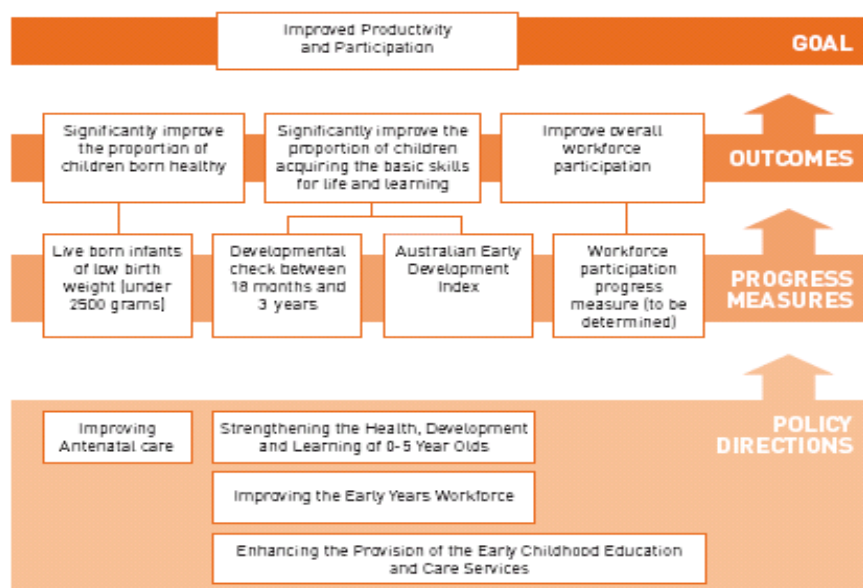 Improved Productivity
and Participation
GOAL
Significantly improve
the proportion of
children born healthy
Significantly improve the
proportion of children
acquiring the basic skills
for life and learning
Improve overall
workforce
participation
OUTCOMES
Live born infants
of low birth
weight (under
2500 grams)
Developmental
check between
18 months and
3 years
Australian Early
Development
Index
Workforce
participation
progress
measure (to be
determined)
PROGRESS
MEASURES
Improving
Antenatal care
Strengthening the Health, Development
and Learning of 0-5 Year Olds
POLICY
DIRECTIONS
Improving the Early Years Workforce
Enhancing the Provision of the Early Childhood Education
and Care Services